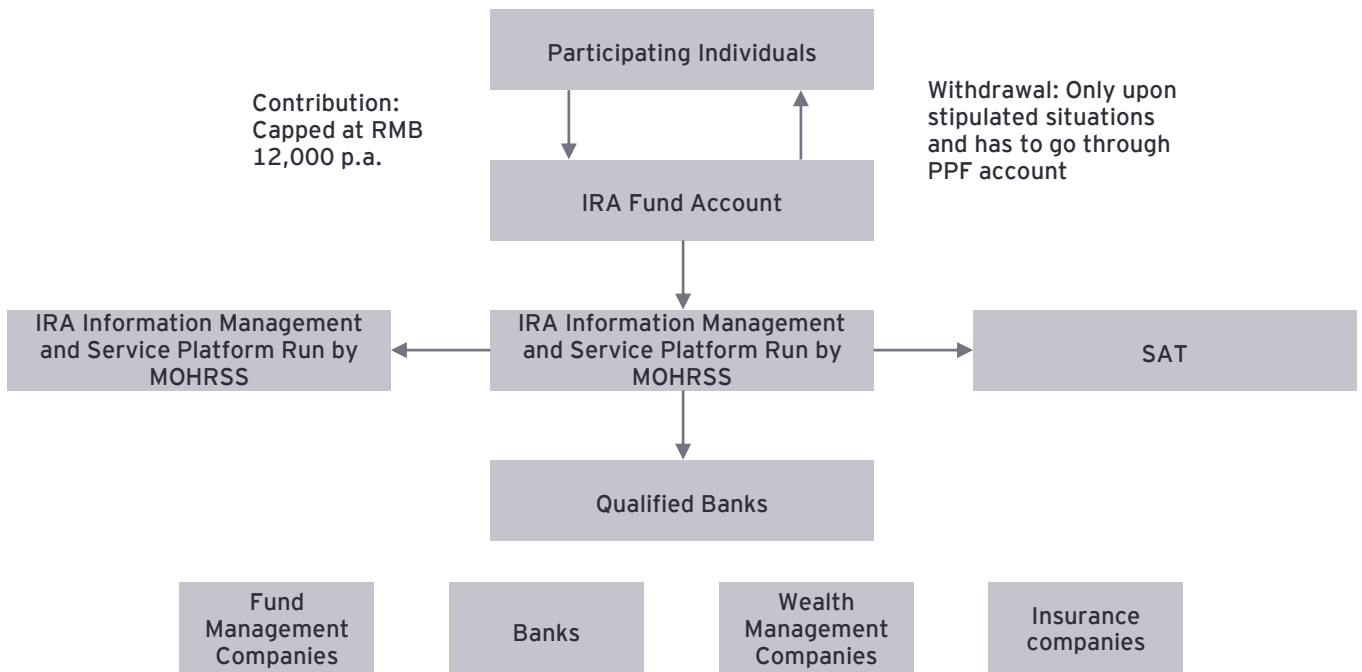 Participating Individuals
Contribution:
Capped at RMB
12,000 p.a.
Withdrawal: Only upon
stipulated situations
and has to go through
PPF account
IRA Fund Account
IRA Information Management
and Service Platform Run by
MOHRSS
IRA Information Management
and Service Platform Run by
MOHRSS
SAT
Qualified Banks
Fund
Management
Companies
Banks
Wealth
Management
Companies
Insurance
companies